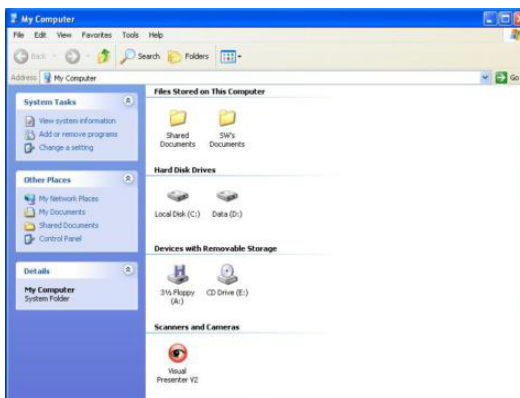 My Computer
File Edit View Favorites Tools Help
Back Search Folders
Address My Computer Go
System Tasks
View system information
Add or remove programs
Change a setting
Other Places
My Network Places
My Documents
Shared Documents
Control Panel
Details
My Computer
System Folder
Files Stored on This Computer
Shared Documents
SW's Documents
Hard Disk Drives
Local Disk (C:) Data (D:)
Devices with Removable Storage
3½ Floppy (A:)
CD Drive (E:)
Scanners and Cameras
Visual
Presenter V2